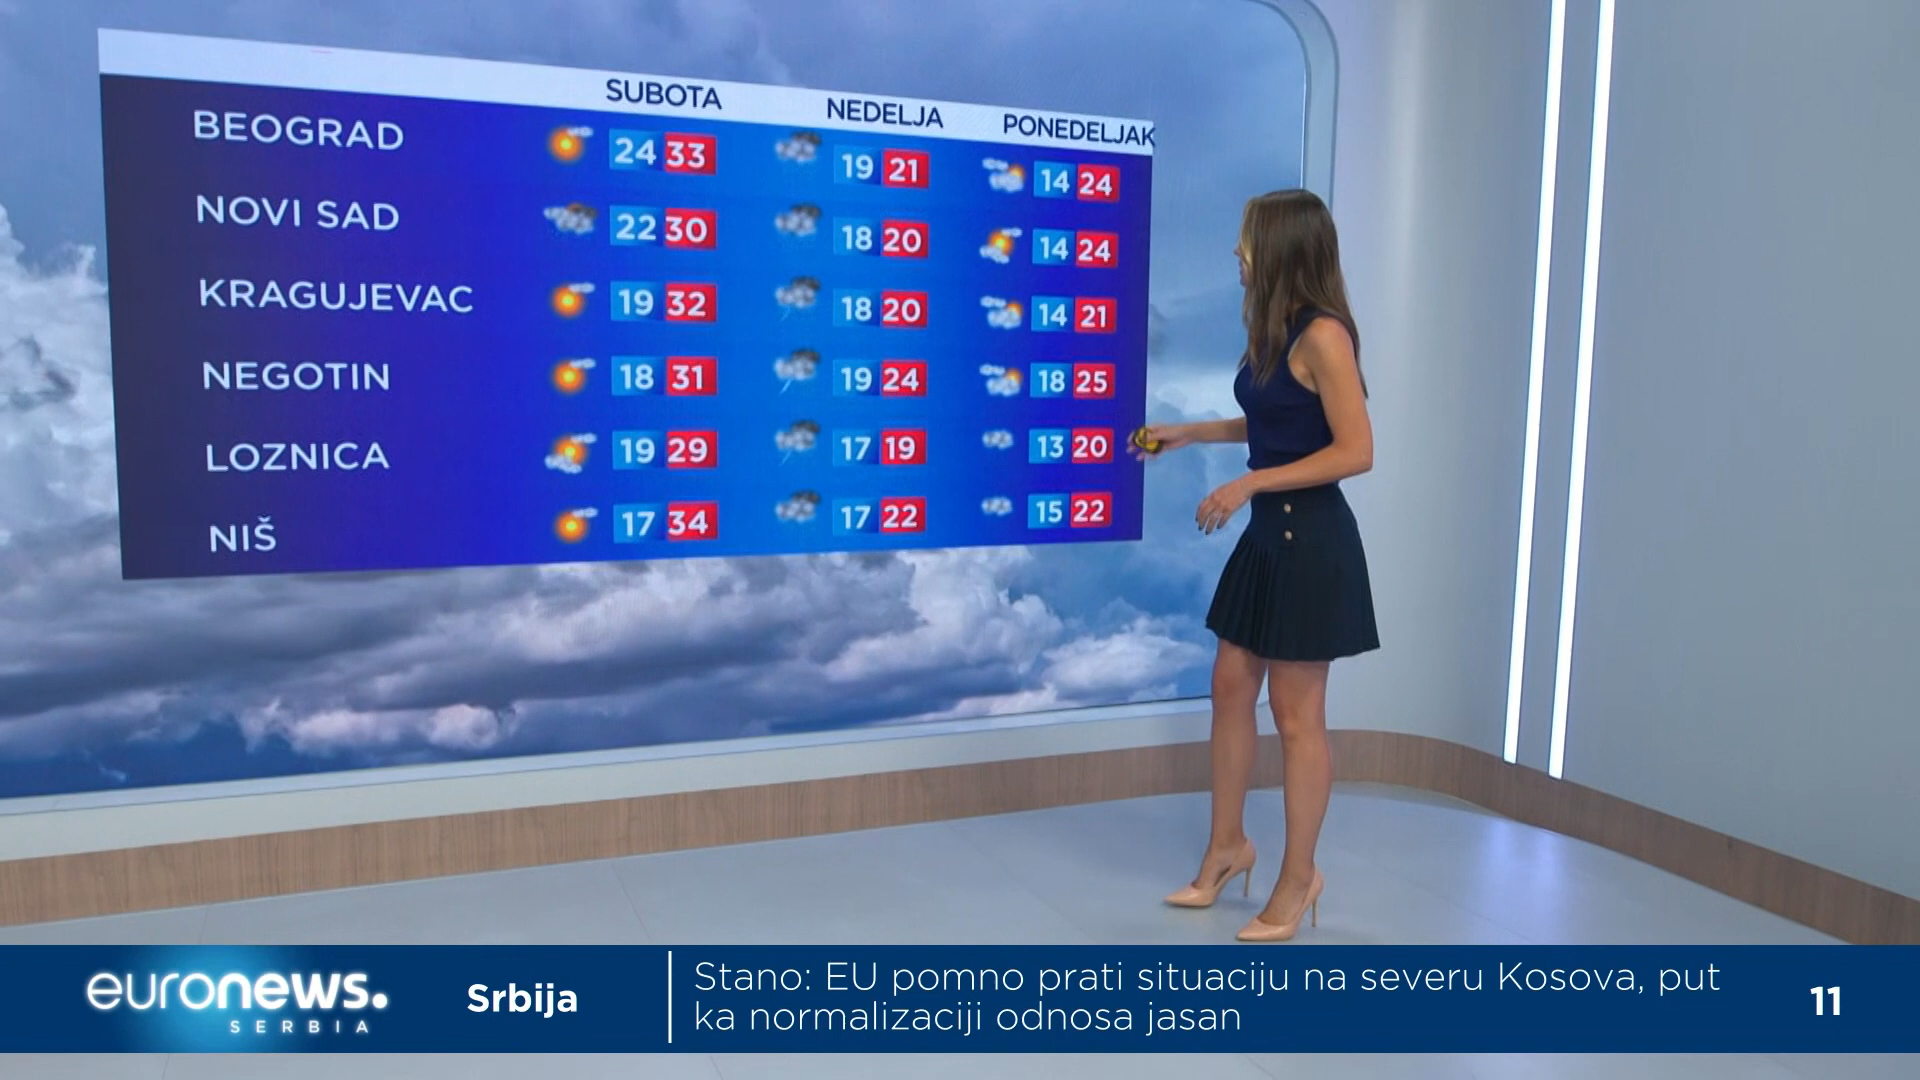 SUBOTA NEDELJA PONEDELJAK
BEOGRAD 24 33 19 21 14 24
NOVI SAD 22 30 18 20 14 24
KRAGUJEVAC 19 32 18 20 14 21
NEGOTIN 18 31 19 24 18 25
LOZNICA 19 29 17 19 13 20
NIŠ 17 34 17 22 15 22
euronews.
SERBIA
Srbija
Stano: EU pomno prati situaciju na severu Kosova, put
ka normalizaciji odnosa jasan
11